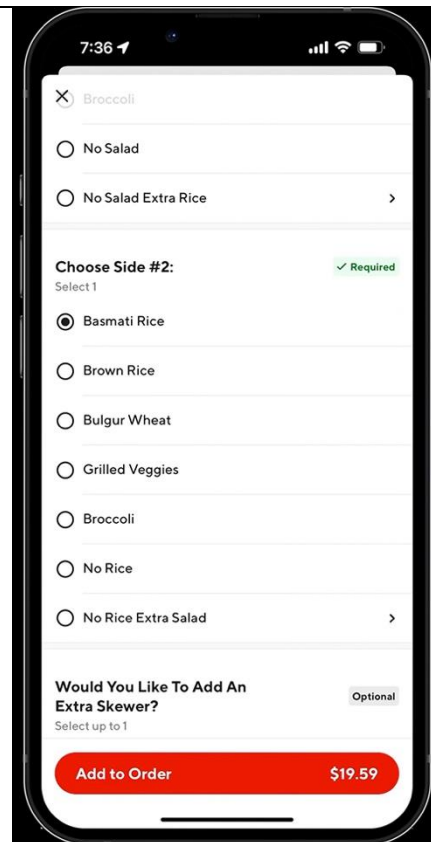 7:36
Broccoli
No Salad
No Salad Extra Rice
Choose Side #2:
✓ Required
Select 1
Basmati Rice
Brown Rice
Bulgur Wheat
Grilled Veggies
Broccoli
No Rice
No Rice Extra Salad
Would You Like To Add An
Extra Skewer?
Optional
Select up to 1
Add to Order $19.59